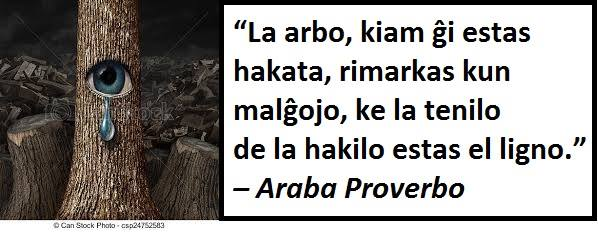 “La arbo, kiam ĝi estas
hakata, rimarkas kun
malĝojo, ke la tenilo
de la hakilo estas el ligno.”
– Araba Proverbo
© Can Stock Photo - csp24752583